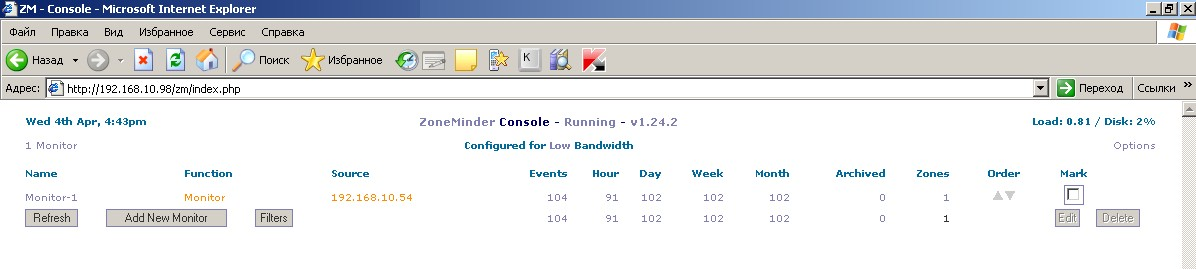 ZM - Console - Microsoft Internet Explorer
Файл Правка Вид Избранное Сервис Справка
Назад Поиск Избранное K
Адрес: http://192.168.10.98/zm/index.php Переход Ссылки »
Wed 4th Apr, 4:43pm ZoneMinder Console - Running - v1.24.2 Load: 0.81 / Disk: 2%
1 Monitor Configured for Low Bandwidth Options
Name Function Source Events Hour Day Week Month Archived Zones Order Mark
Monitor-1 Monitor 192.168.10.54 104 91 102 102 102 0 1
Refresh Add New Monitor Filters 104 91 102 102 102 0 1 Edit Delete